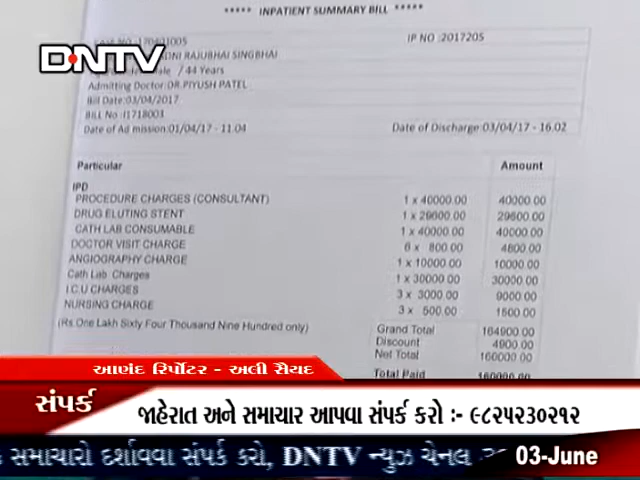 ***** INPATIENT SUMMARY BILL *****
IP NO :2017205
DNTV
RAJUBHAI SINGBHAI
/ 44 Years
Admitting Doctor:DR.PIYUSH PATEL
Bill Date:03/04/2017
BILL No :I1718003
Date of Admission:01/04/17 - 11.04 Date of Discharge:03/04/17 - 16.02
Particular Amount
IPD
PROCEDURE CHARGES (CONSULTANT) 1 x 40000.00 40000.00
DRUG ELUTING STENT 1 x 29600.00 29600.00
CATH LAB CONSUMABLE 1 x 40000.00 40000.00
DOCTOR VISIT CHARGE 6 x 800.00 4800.00
ANGIOGRAPHY CHARGE 1 x 10000.00 10000.00
Cath Lab. Charges 1 x 30000.00 30000.00
I.C.U CHARGES 3 x 3000.00 9000.00
NURSING CHARGE 3 x 500.00 1500.00
(Rs.One Lakh Sixty Four Thousand Nine Hundred only) Grand Total 164900.00
Discount 4900.00
Net Total 160000.00
Total Paid 160000.00
આણંદ રિર્પોટર - અલી સૈયદ
સંપર્ક
જાહેરાત અને સમાચાર આપવા સંપર્ક કરો :- ૯૮૨૫૨૩૦૨૧૨
સમાચારો દર્શાવવા સંપર્ક કરો, DNTV ન્યુઝ ચેનલ 03-June